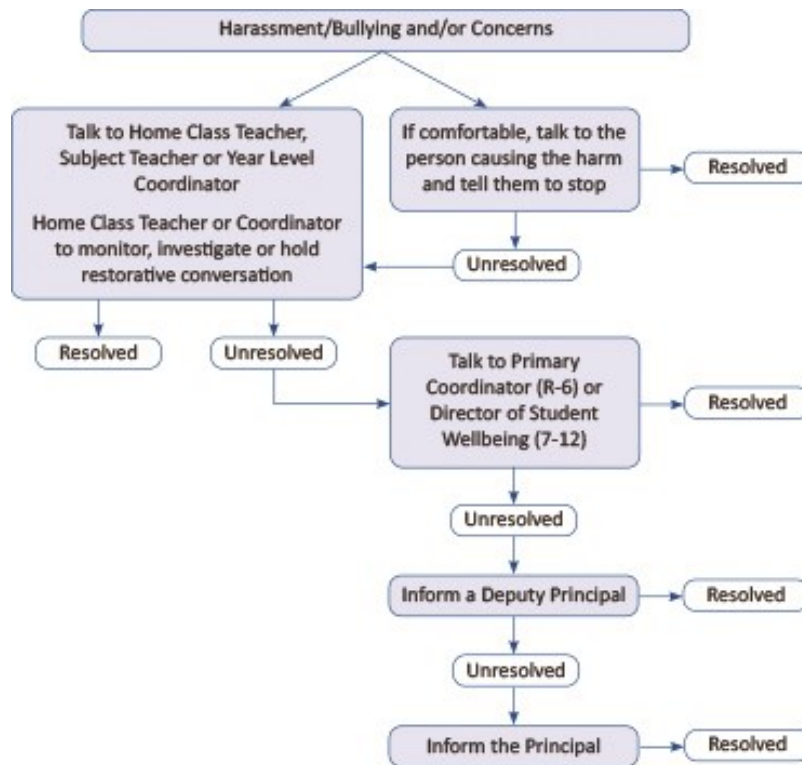 Harassment/Bullying and/or Concerns
Talk to Home Class Teacher,
Subject Teacher or Year Level
Coordinator
Home Class Teacher or Coordinator
to monitor, investigate or hold
restorative conversation
If comfortable, talk to the
person causing the harm
and tell them to stop
Resolved
Unresolved
Resolved
Unresolved
Talk to Primary
Coordinator (R-6) or
Director of Student
Wellbeing (7-12)
Resolved
Unresolved
Inform a Deputy Principal
Resolved
Unresolved
Inform the Principal
Resolved